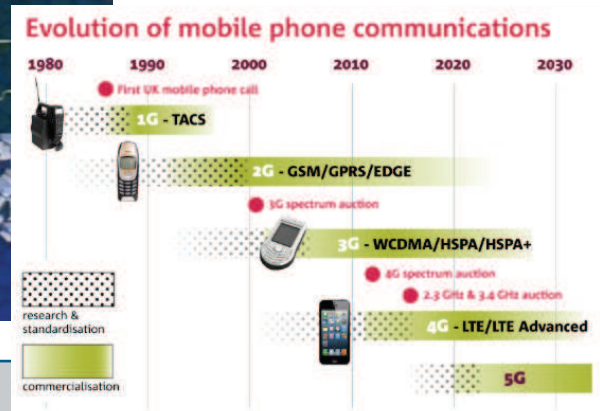 Evolution of mobile phone communications
1980 1990 2000 2010 2020 2030
First UK mobile phone call
1G - TACS
2G - GSM/GPRS/EDGE
3G spectrum auction
3G - WCDMA/HSPA/HSPA+
4G spectrum auction
2.3 GHz & 3.4 GHz auction
research &
standardisation
4G - LTE/LTE Advanced
commercialisation
5G